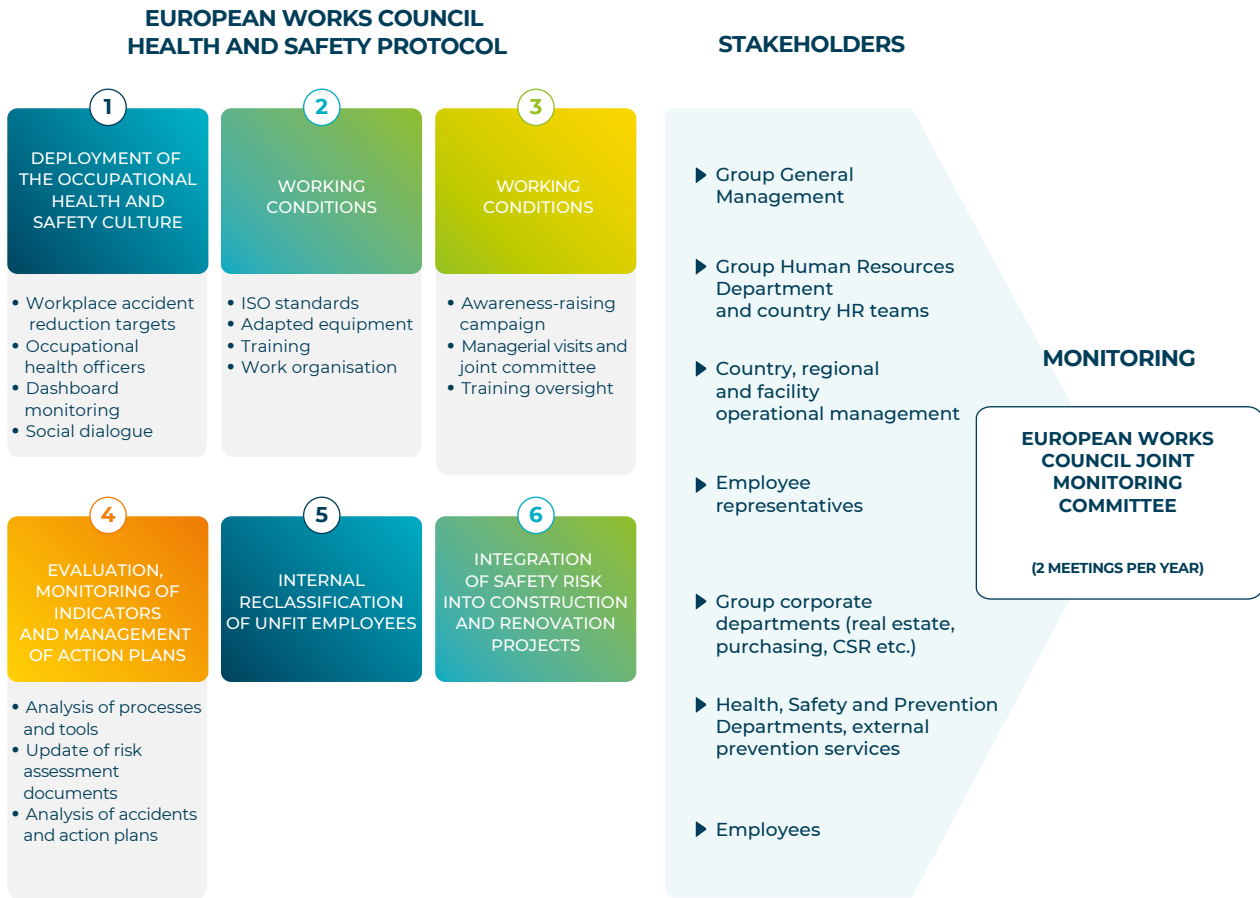 EUROPEAN WORKS COUNCIL
HEALTH AND SAFETY PROTOCOL
1
DEPLOYMENT OF
THE OCCUPATIONAL
HEALTH AND
SAFETY CULTURE
• Workplace accident
reduction targets
• Occupational
health officers
• Dashboard
monitoring
• Social dialogue
2
WORKING
CONDITIONS
• ISO standards
• Adapted equipment
• Training
• Work organisation
3
WORKING
CONDITIONS
• Awareness-raising
campaign
• Managerial visits and
joint committee
• Training oversight
4
EVALUATION,
MONITORING OF
INDICATORS
AND MANAGEMENT
OF ACTION PLANS
• Analysis of processes
and tools
• Update of risk
assessment
documents
• Analysis of accidents
and action plans
5
INTERNAL
RECLASSIFICATION
OF UNFIT EMPLOYEES
6
INTEGRATION
OF SAFETY RISK
INTO CONSTRUCTION
AND RENOVATION
PROJECTS
STAKEHOLDERS
Group General
Management
Group Human Resources
Department
and country HR teams
Country, regional
and facility
operational management
Employee
representatives
Group corporate
departments (real estate,
purchasing, CSR etc.)
Health, Safety and Prevention
Departments, external
prevention services
Employees
MONITORING
EUROPEAN WORKS
COUNCIL JOINT
MONITORING
COMMITTEE
(2 MEETINGS PER YEAR)